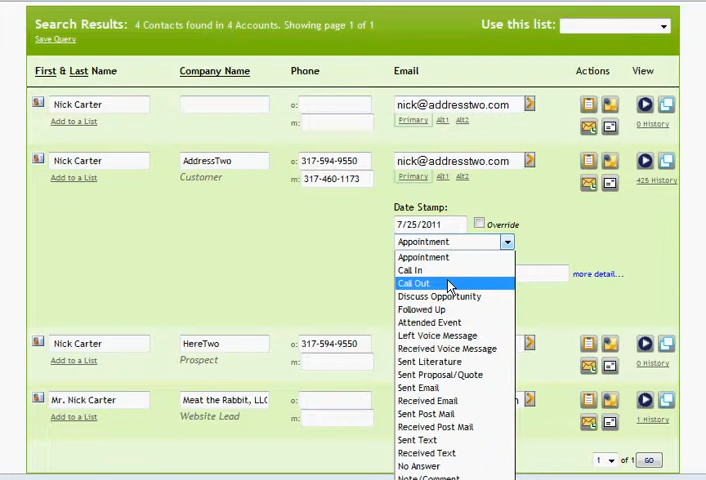 Search Results: 4 Contacts found in 4 Accounts. Showing page 1 of 1 Use this list:
Save Query
First & Last Name Company Name Phone Email Actions View
Nick Carter o: nick@addresstwo.com
Add to a List m: Primary Alt1 Alt2 0 History
Nick Carter AddressTwo o: 317-594-9550 nick@addresstwo.com
Add to a List Customer m: 317-460-1173 Primary Alt1 Alt2 425 History
Date Stamp:
7/25/2011 Override
Appointment
Appointment
Call In
more detail...
Call Out
Discuss Opportunity
Followed Up
Attended Event
Left Voice Message
Nick Carter HereTwo o: 317-594-9550
Received Voice Message
Add to a List Prospect m: Sent Literature 0 History
Sent Proposal/Quote
Sent Email
Mr. Nick Carter Meat the Rabbit, LLC o: Received Email
Add to a List Website Lead m: Sent Post Mail 1 History
Received Post Mail
Sent Text
Received Text
1 of 1 GO
No Answer
Note/Comment